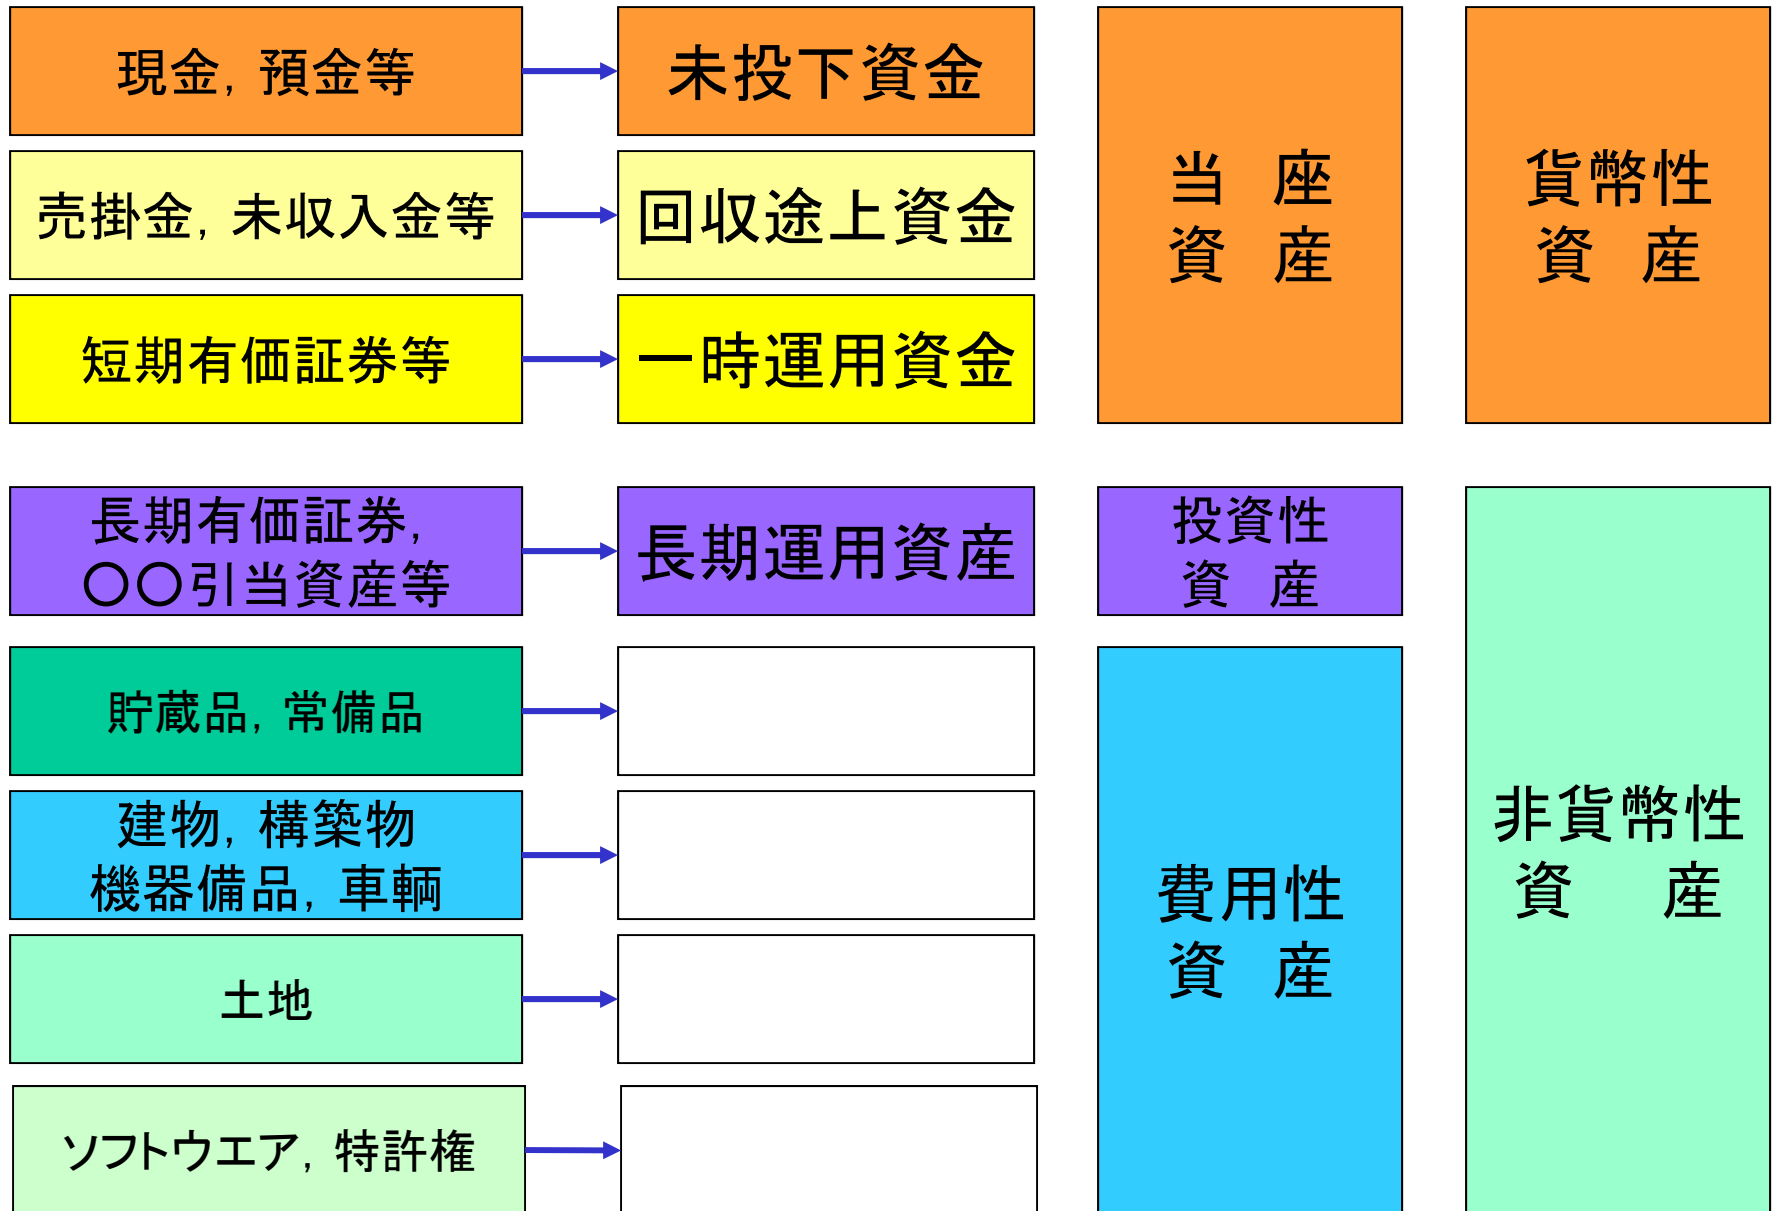 現金，預金等
未投下資金
売掛金，未収入金等
回収途上資金
短期有価証券等
一時運用資金
当　座
資　産
貨幣性
資　産
長期有価証券，
〇〇引当資産等
長期運用資産
投資性
資　産
貯蔵品，常備品
建物，構築物
機器備品，車輌
土地
ソフトウエア，特許権
費用性
資　産
非貨幣性
資　産